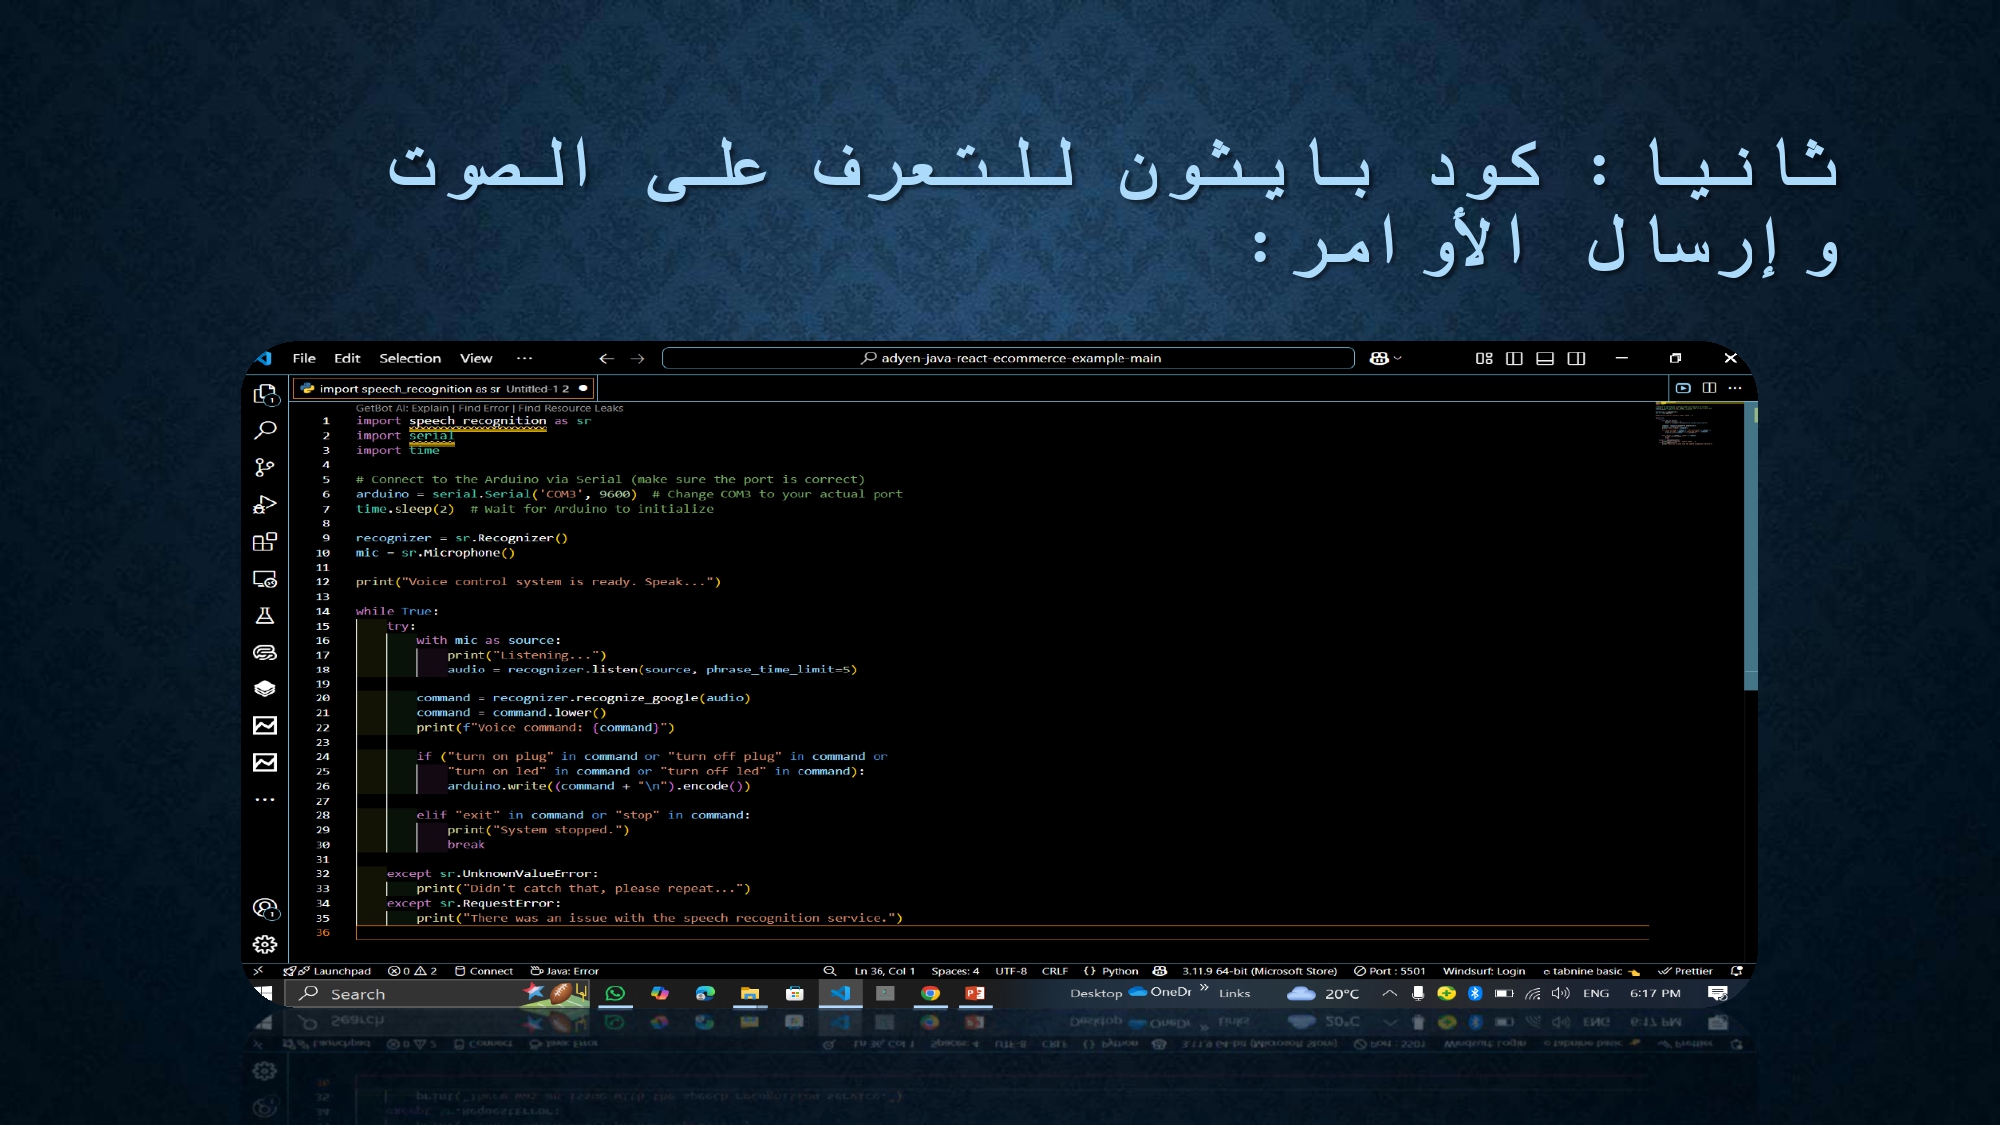 ثانيا : كود بايثون للتعرف على الصوت
وإرسال الأوامر:
File Edit Selection View ···
adyen-java-react-ecommerce-example-main
import speech_recognition as sr Untitled-1 2
GetBot AI: Explain | Find Error | Find Resource Leaks
1 import speech_recognition as sr
2 import serial
3 import time
4
5 # Connect to the Arduino via Serial (make sure the port is correct)
6 arduino = serial.Serial('COM3', 9600)  # Change COM3 to your actual port
7 time.sleep(2)  # Wait for Arduino to initialize
8
9 recognizer = sr.Recognizer()
10 mic = sr.Microphone()
11
12 print("Voice control system is ready. Speak...")
13
14 while True:
15 try:
16 with mic as source:
17 print("Listening...")
18 audio = recognizer.listen(source, phrase_time_limit=5)
19
20 command = recognizer.recognize_google(audio)
21 command = command.lower()
22 print(f"Voice command: {command}")
23
24 if ("turn on plug" in command or "turn off plug" in command or
25 "turn on led" in command or "turn off led" in command):
26 arduino.write((command + "\n").encode())
27
28 elif "exit" in command or "stop" in command:
29 print("System stopped.")
30 break
31
32 except sr.UnknownValueError:
33 print("Didn't catch that, please repeat...")
34 except sr.RequestError:
35 print("There was an issue with the speech recognition service.")
36
Launchpad 0 2 Connect Java: Error Ln 36, Col 1 Spaces: 4 UTF-8 CRLF {} Python 3.11.9 64-bit (Microsoft Store) Port : 5501 Windsurf: Login tabnine basic Prettier
Search Desktop OneDr » Links 20°C ENG 6:17 PM